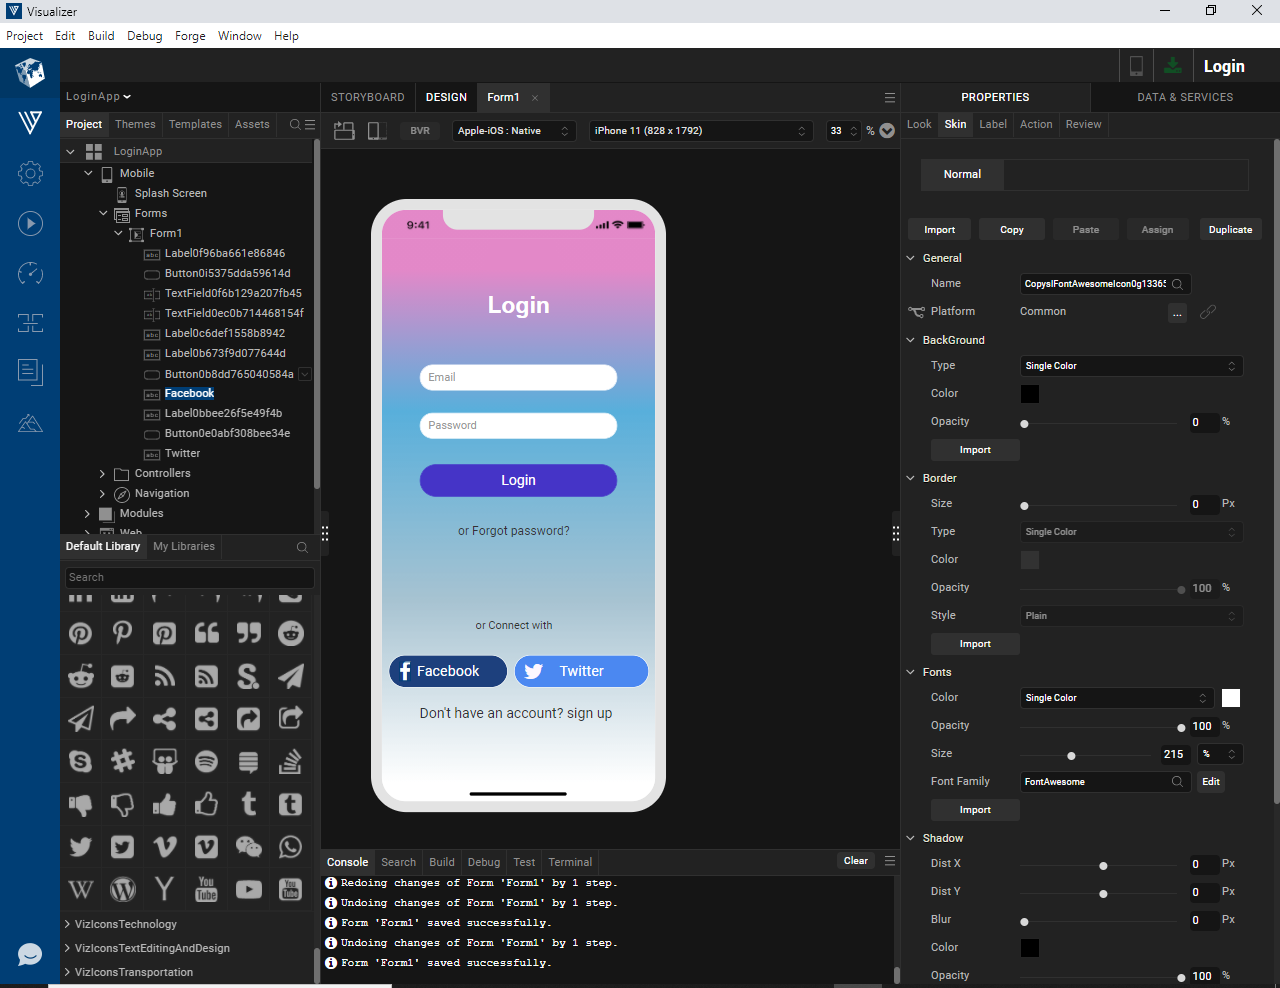 Visualizer
Project Edit Build Debug Forge Window Help
Login
LoginApp
STORYBOARD DESIGN Form1 ×
PROPERTIES DATA & SERVICES
Project Themes Templates Assets
BVR Apple-iOS : Native iPhone 11 (828 x 1792) 33 %
Look Skin Label Action Review
LoginApp
Mobile
Splash Screen
Forms
Form1
Label0f96ba661e86846
Button0i5375dda59614d
TextField0f6b129a207fb45
TextField0ec0b714468154f
Label0c6def1558b8942
Label0b673f9d077644d
Button0b8dd765040584a
Facebook
Label0bbee26f5e49f4b
Button0e0abf308bee34e
Twitter
Controllers
Navigation
Modules
Web
Default Library My Libraries
Search
VizIconsTechnology
VizIconsTextEditingAndDesign
VizIconsTransportation
9:41
Login
Email
Password
Login
or Forgot password?
or Connect with
Facebook Twitter
Don't have an account? sign up
Console Search Build Debug Test Terminal Clear
Redoing changes of Form 'Form1' by 1 step.
Undoing changes of Form 'Form1' by 1 step.
Form 'Form1' saved successfully.
Undoing changes of Form 'Form1' by 1 step.
Form 'Form1' saved successfully.
Normal
Import Copy Paste Assign Duplicate
General
Name CopyslFontAwesomeIcon0g13365
Platform Common ...
BackGround
Type Single Color
Color
Opacity 0 %
Import
Border
Size 0 Px
Type Single Color
Color
Opacity 100 %
Style Plain
Import
Fonts
Color Single Color
Opacity 100 %
Size 215 %
Font Family FontAwesome Edit
Import
Shadow
Dist X 0 Px
Dist Y 0 Px
Blur 0 Px
Color
Opacity 100 %